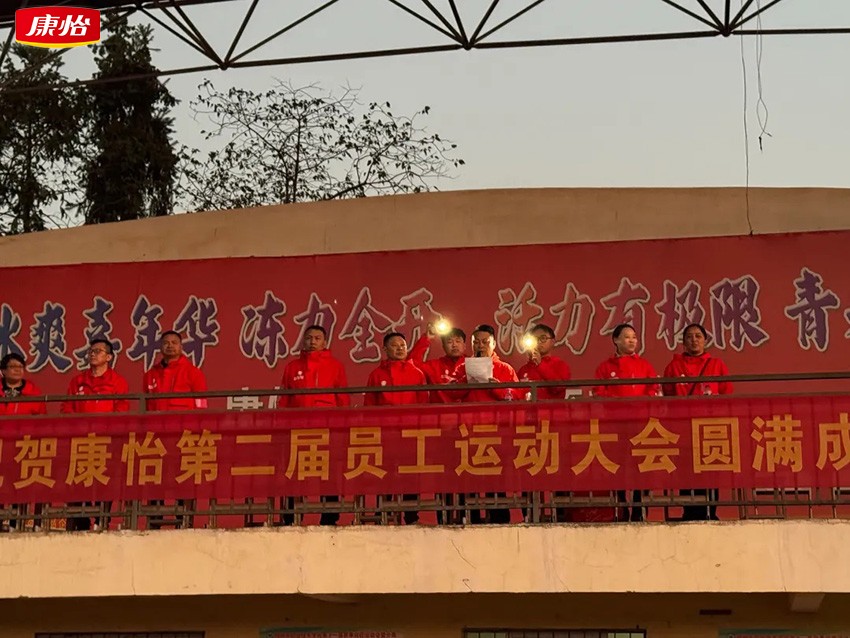 康怡
冰爽嘉年华 冻力全开 活力有极限 青
祝贺康怡第二届员工运动大会圆满成